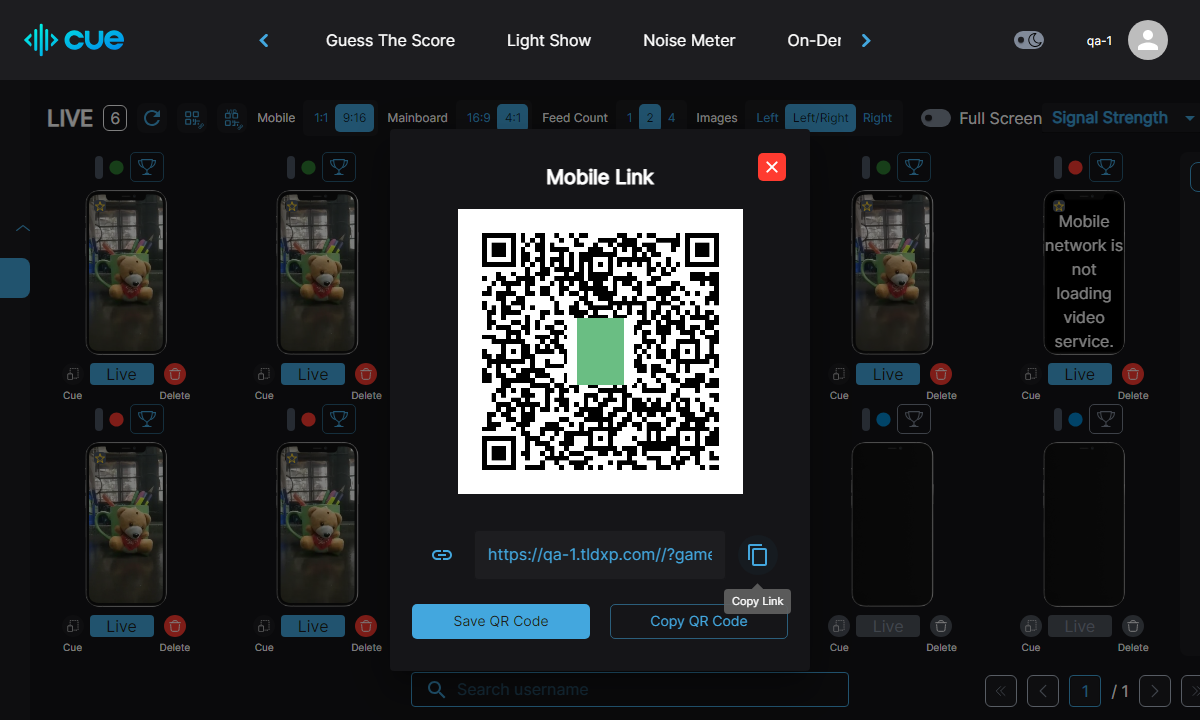 cue
Guess The Score
Light Show
Noise Meter
On-Der
qa-1
LIVE 6
Mobile 1:1 9:16
Mainboard 16:9 4:1
Feed Count 1 2 4
Images Left Left/Right Right
Full Screen
Signal Strength
Mobile Link
Mobile
network is
not
loading
video
service.
Live
Live
Live
Live
Cue Delete
Cue Delete
Cue Delete
Cue Delete
https://qa-1.tldxp.com//?game
Copy Link
Save QR Code
Copy QR Code
Live
Live
Live
Live
Cue Delete
Cue Delete
Cue Delete
Cue Delete
Search username
1 / 1